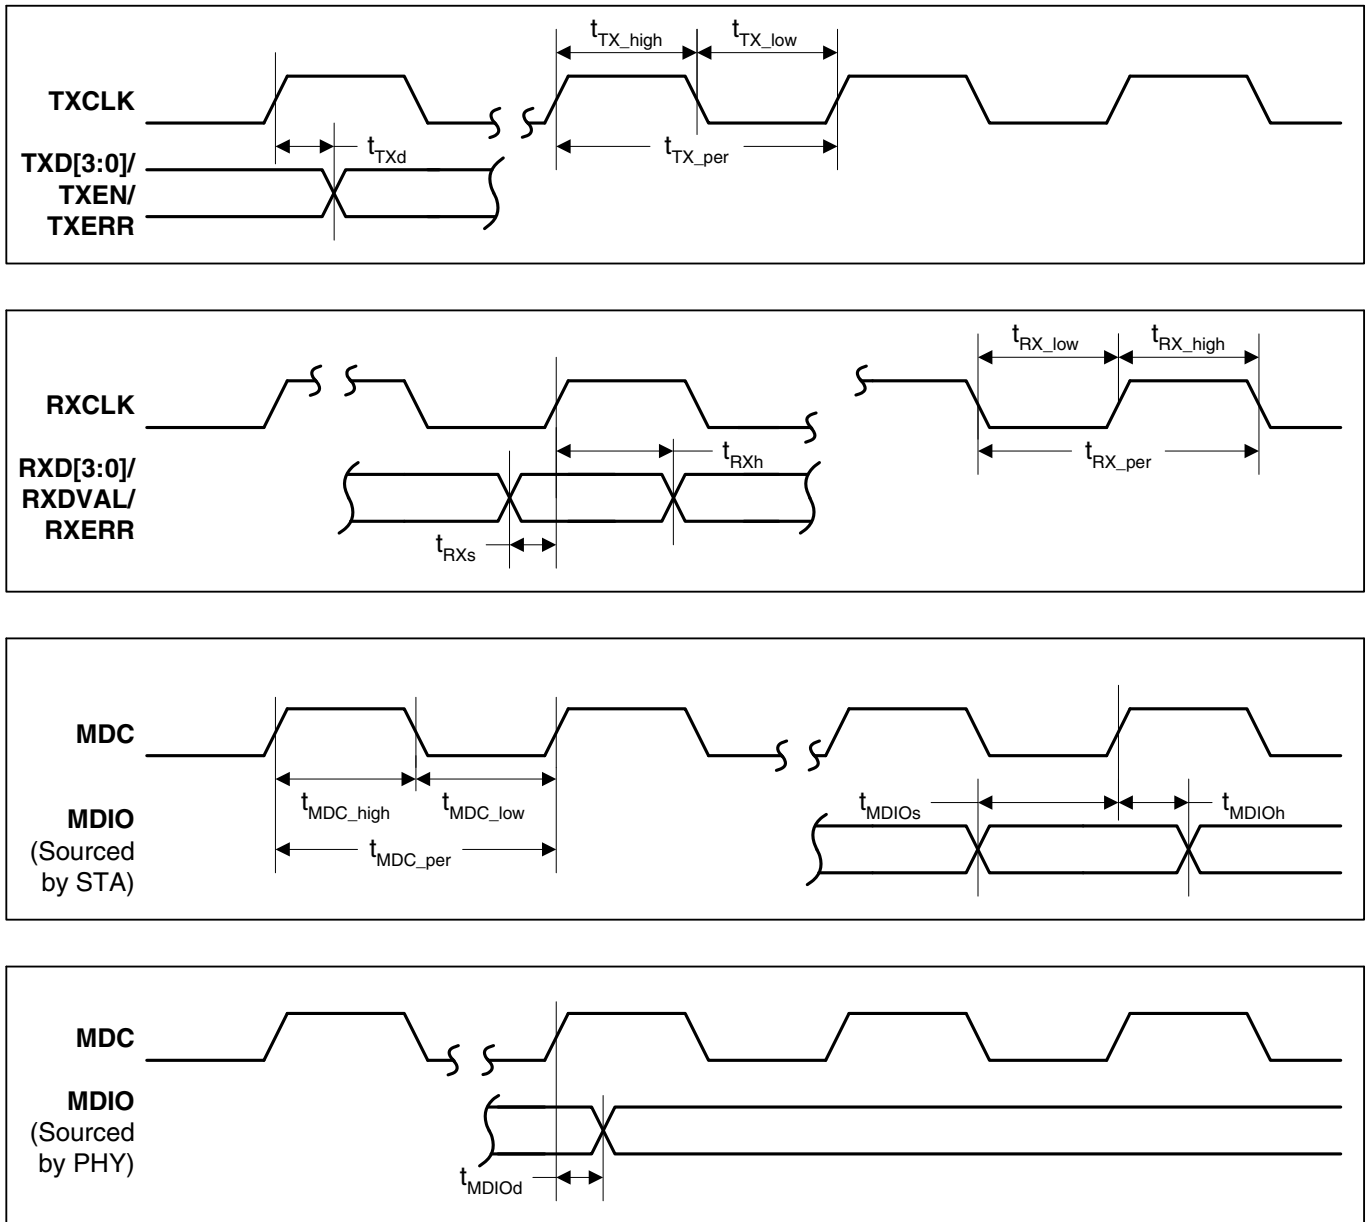 t_TX_high t_TX_low
TXCLK
t_TXd t_TX_per
TXD[3:0]/
TXEN/
TXERR
t_RX_low t_RX_high
RXCLK
t_RXh t_RX_per
RXD[3:0]/
RXDVAL/
RXERR
t_RXs
MDC
t_MDC_high t_MDC_low t_MDIOs t_MDIOh
MDIO
(Sourced
by STA)
t_MDC_per
MDC
MDIO
(Sourced
by PHY)
t_MDIOd